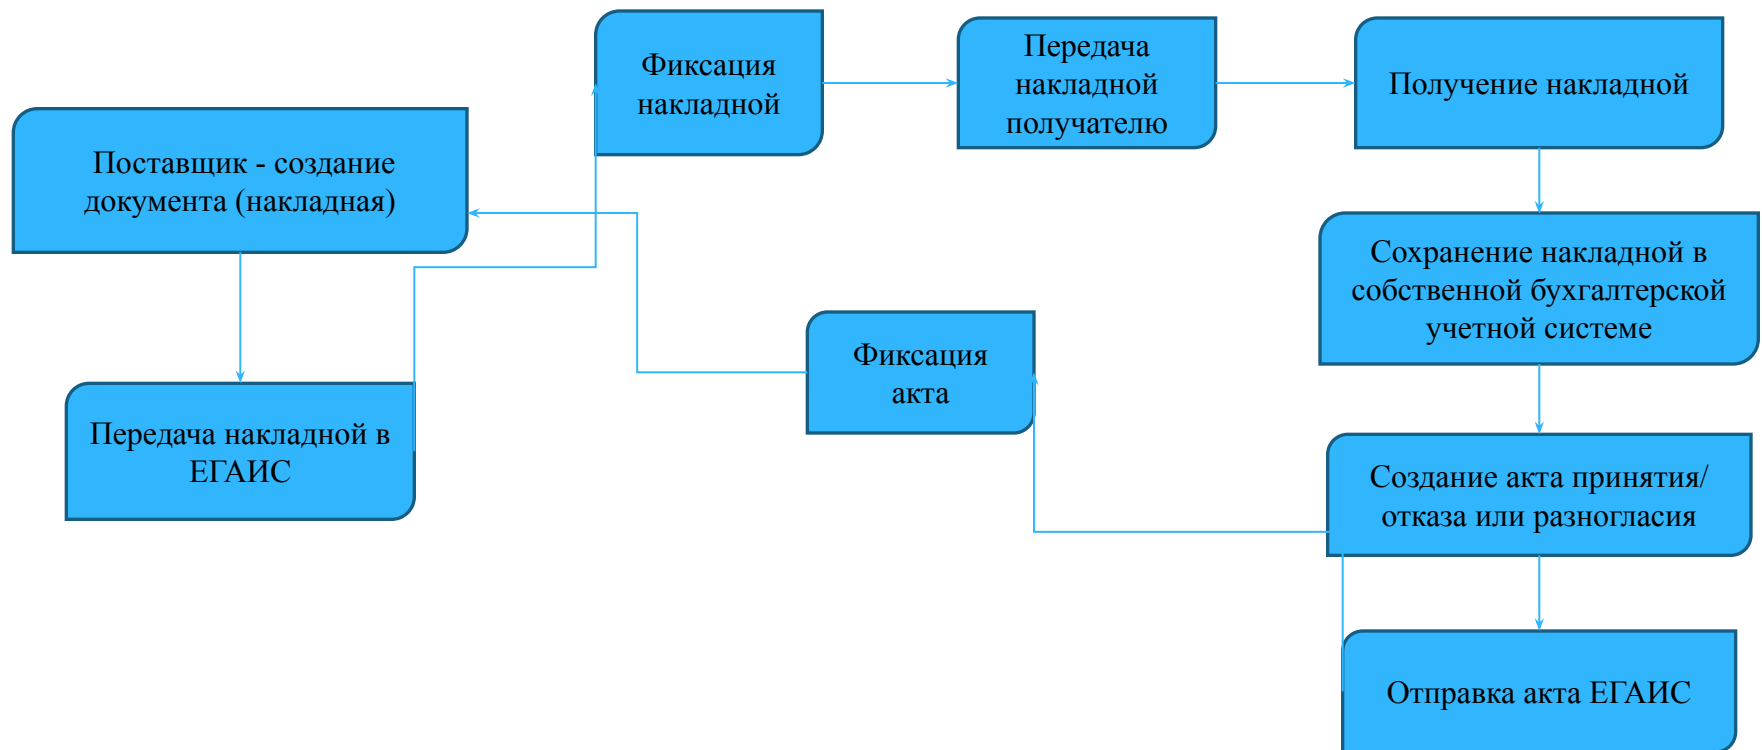 Поставщик - создание
документа (накладная)
Передача накладной в
ЕГАИС
Фиксация
накладной
Передача
накладной
получателю
Получение накладной
Сохранение накладной в
собственной бухгалтерской
учетной системе
Создание акта принятия/
отказа или разногласия
Отправка акта ЕГАИС
Фиксация
акта